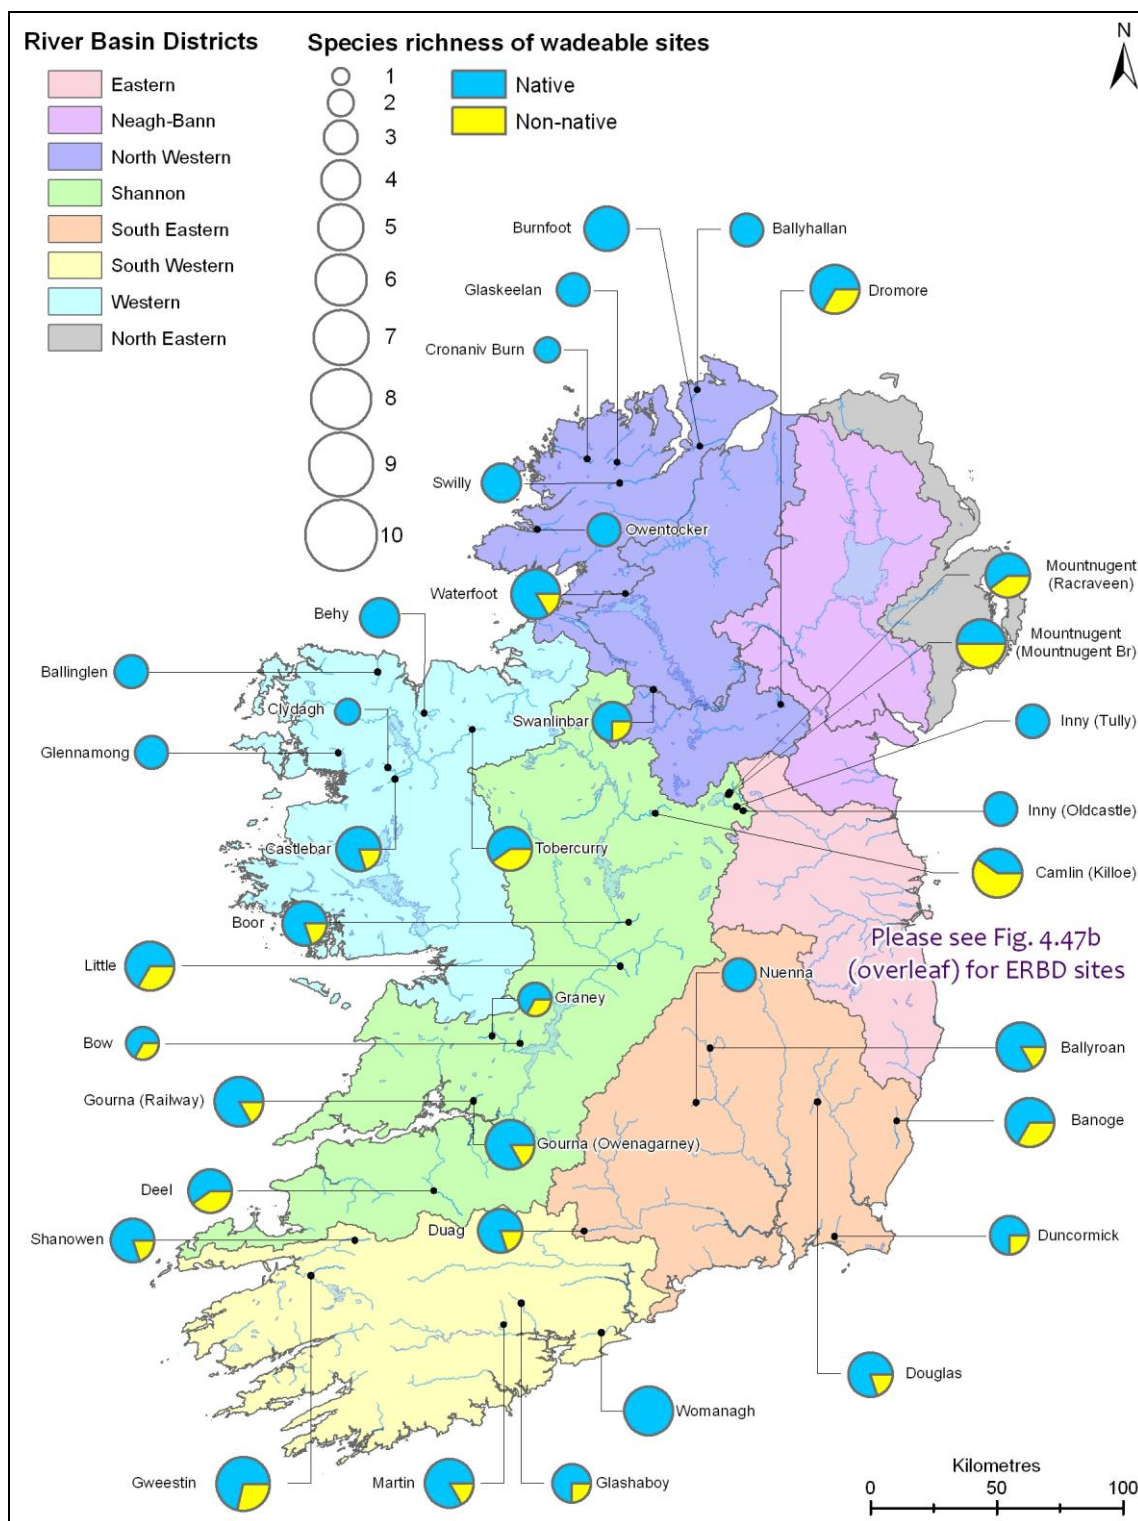 River Basin Districts
Eastern
Neagh-Bann
North Western
Shannon
South Eastern
South Western
Western
North Eastern
Species richness of wadeable sites
1
2
3
4
5
6
7
8
9
10
Native
Non-native
N
Burnfoot
Ballyhallan
Glaskeelan
Dromore
Cronaniv Burn
Swilly
Owentocker
Waterfoot
Mountnugent
(Racraveen)
Behy
Mountnugent
(Mountnugent Br)
Ballinglen
Clydagh
Swanlinbar
Inny (Tully)
Glennamong
Inny (Oldcastle)
Castlebar
Tobercurry
Camlin (Killoe)
Boor
Please see Fig. 4.47b
(overleaf) for ERBD sites
Little
Nuenna
Graney
Bow
Ballyroan
Gourna (Railway)
Banoge
Gourna (Owenagarney)
Deel
Shanowen
Duag
Duncormick
Douglas
Womanagh
Gweestin
Martin
Glashaboy
Kilometres
0
50
100